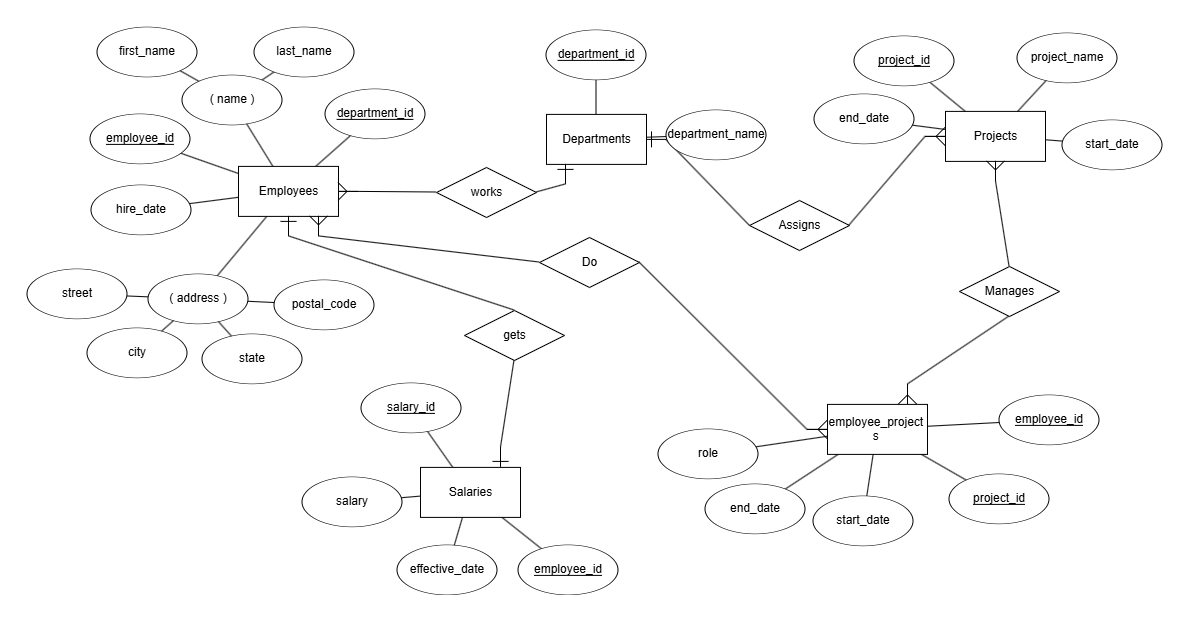 first_name
last_name
( name )
department_id
employee_id
hire_date
Employees
( address )
street
city
state
postal_code
works
department_id
Departments
department_name
Assigns
project_id
project_name
end_date
Projects
start_date
Do
Manages
gets
salary_id
salary
Salaries
effective_date
employee_id
employee_project
s
role
end_date
start_date
project_id
employee_id